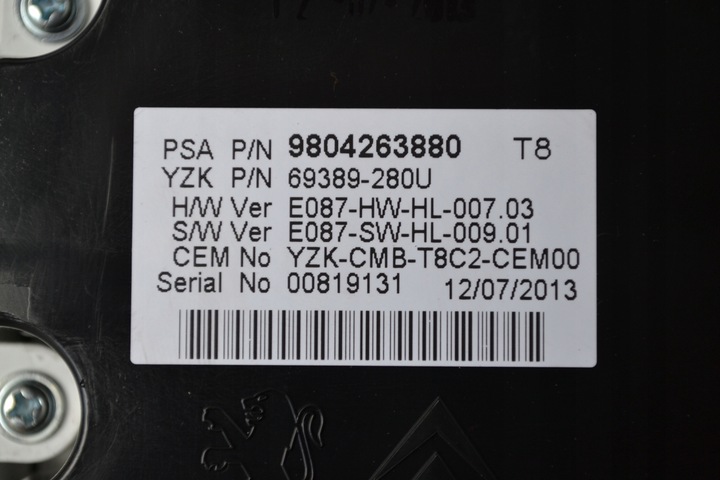 PSA P/N 9804263880 T8
YZK P/N 69389-280U
H/W Ver E087-HW-HL-007.03
S/W Ver E087-SW-HL-009.01
CEM No YZK-CMB-T8C2-CEM00
Serial No 00819131 12/07/2013